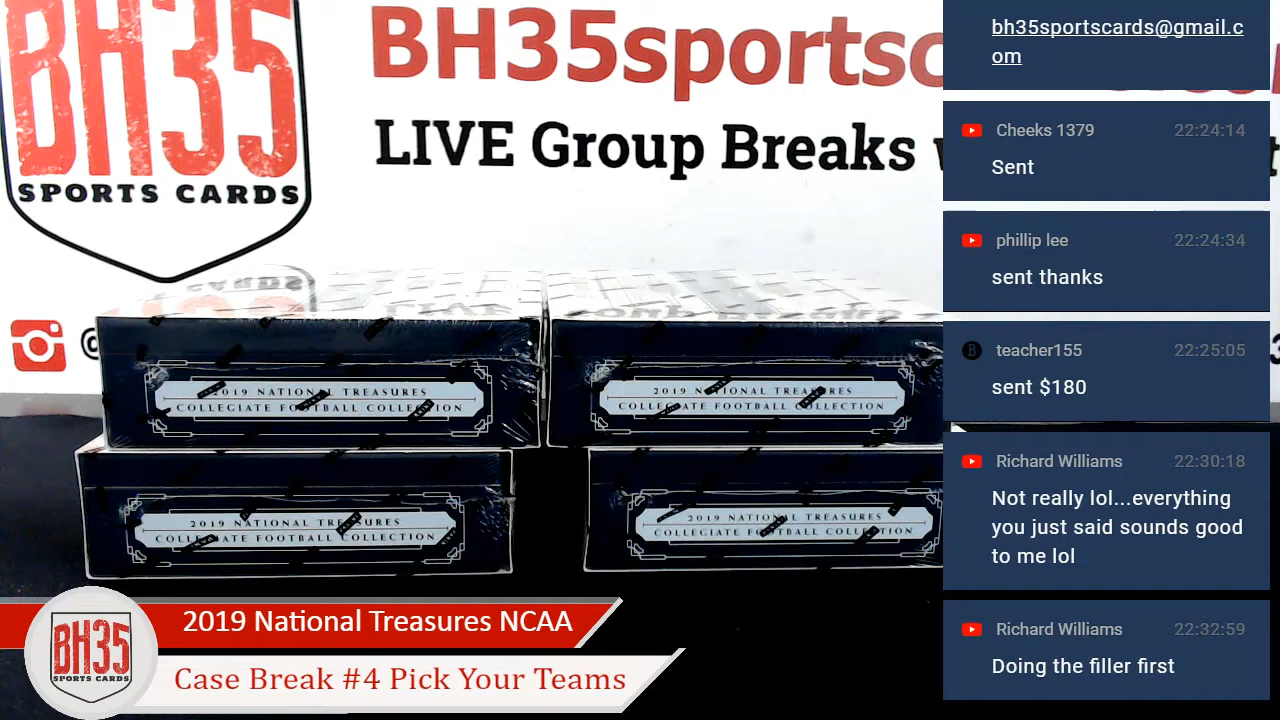 BH35
SPORTS CARDS
BH35sportsc
LIVE Group Breaks
@
2019 NATIONAL TREASURES
COLLEGIATE FOOTBALL COLLECTION
2019 NATIONAL TREASURES
COLLEGIATE FOOTBALL COLLECTION
2019 NATIONAL TREASURES
COLLEGIATE FOOTBALL COLLECTION
2019 NATIONAL TREASURES
COLLEGIATE FOOTBALL COLLECTION
BH35
SPORTS CARDS
2019 National Treasures NCAA
Case Break #4 Pick Your Teams
bh35sportscards@gmail.c
om
Cheeks 1379 22:24:14
Sent
phillip lee 22:24:34
sent thanks
teacher155 22:25:05
sent $180
Richard Williams 22:30:18
Not really lol...everything
you just said sounds good
to me lol
Richard Williams 22:32:59
Doing the filler first